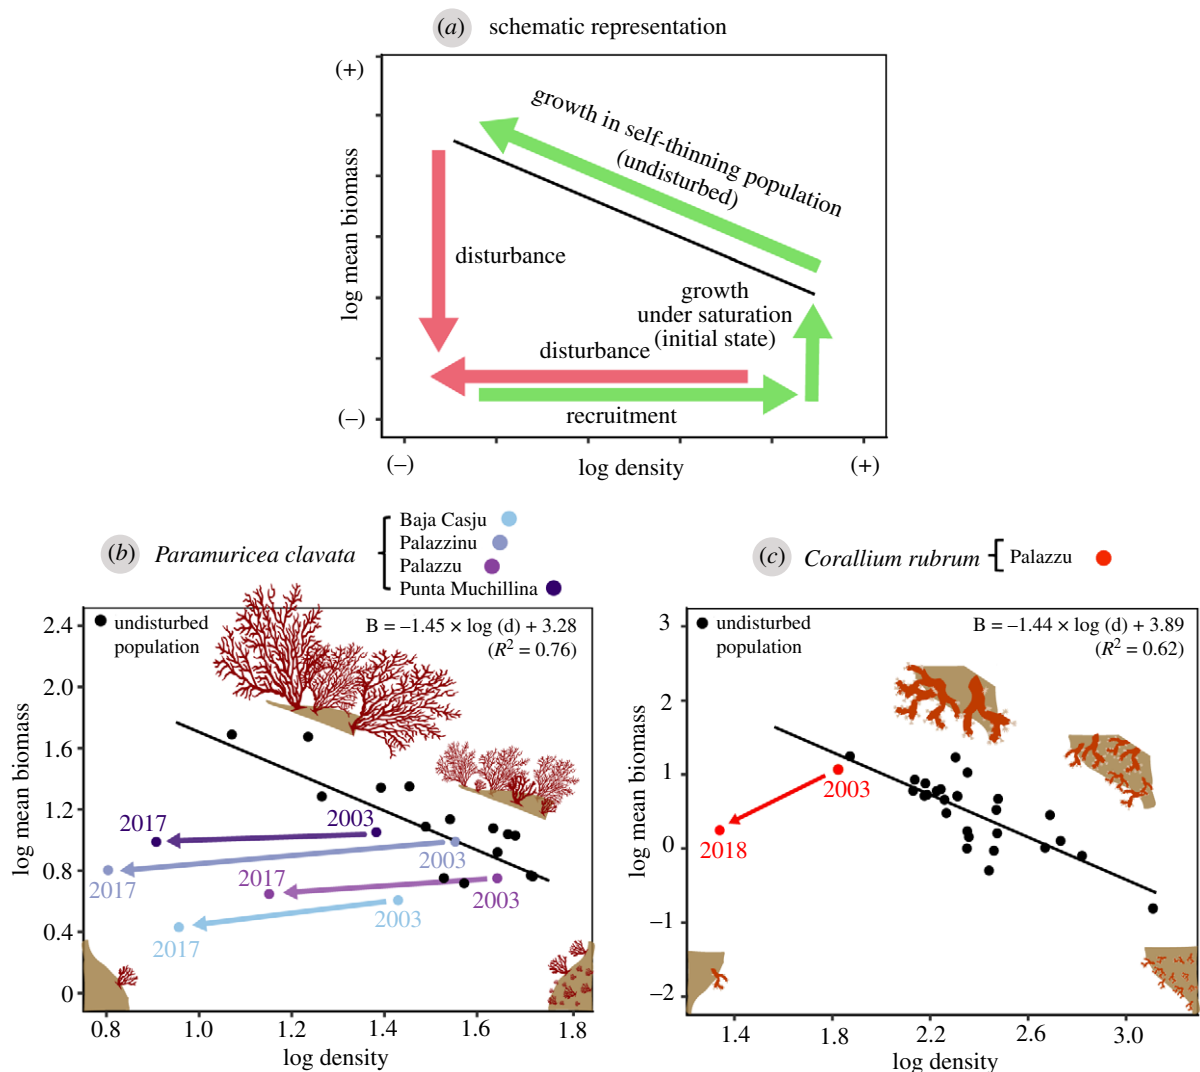 (a) schematic representation
(+)
growth in self-thinning population
(undisturbed)
log mean biomass
disturbance
growth
under saturation
(initial state)
disturbance
recruitment
(–)
(–)
(+)
log density
Baja Casju
Palazzinu
Palazzu
Punta Muchillina
(b) Paramuricea clavata
undisturbed
population
B = –1.45 × log (d) + 3.28
(R² = 0.76)
log mean biomass
2.4
2.0
1.6
1.2
0.8
0.4
0
2017
2003
2017
2003
2017
2003
2017
2003
0.8
1.0
1.2
1.4
1.6
1.8
log density
(c) Corallium rubrum
Palazzu
undisturbed
population
B = –1.44 × log (d) + 3.89
(R² = 0.62)
log mean biomass
3
2
1
0
–1
–2
2003
2018
1.4
1.8
2.2
2.6
3.0
log density